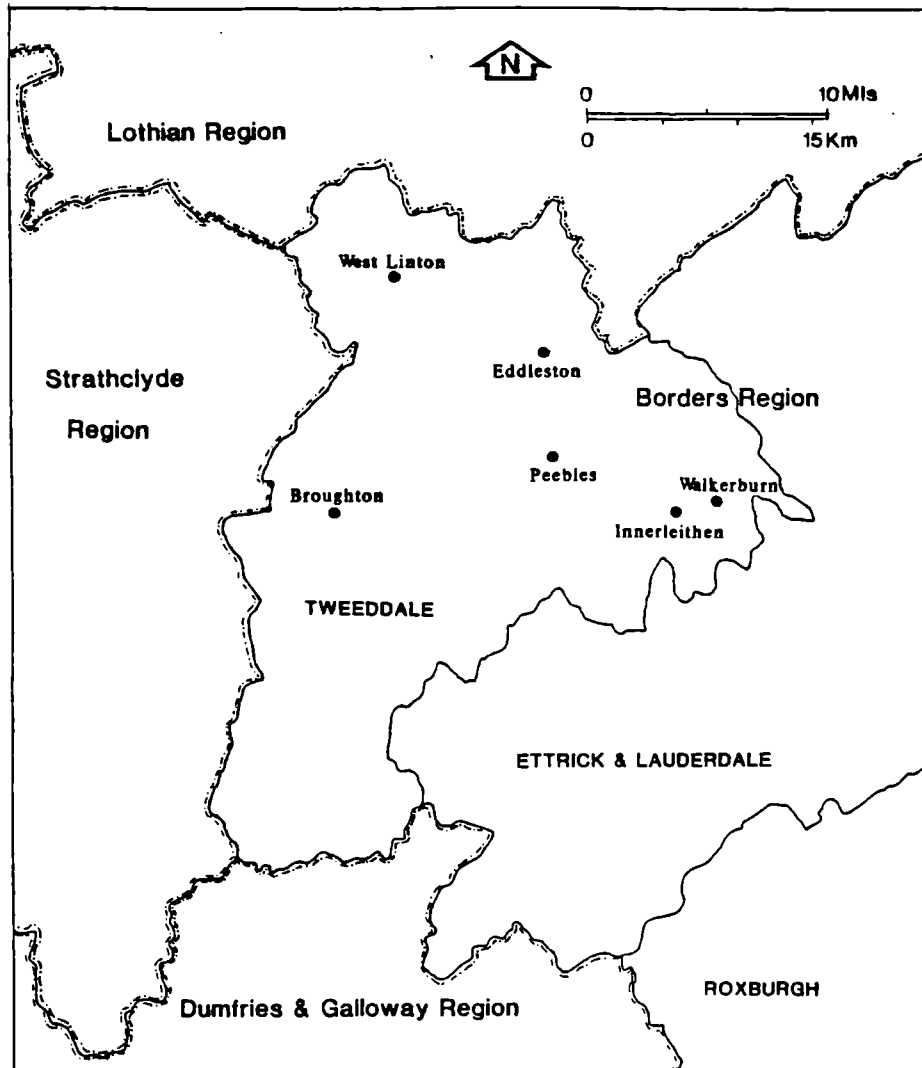 N
0 10Mls
0 15Km
Lothian Region
West Linton
Eddleston
Strathclyde
Region
Borders Region
Peebles
Walkerburn
Broughton
Innerleithen
TWEEDDALE
ETTRICK & LAUDERDALE
ROXBURGH
Dumfries & Galloway Region